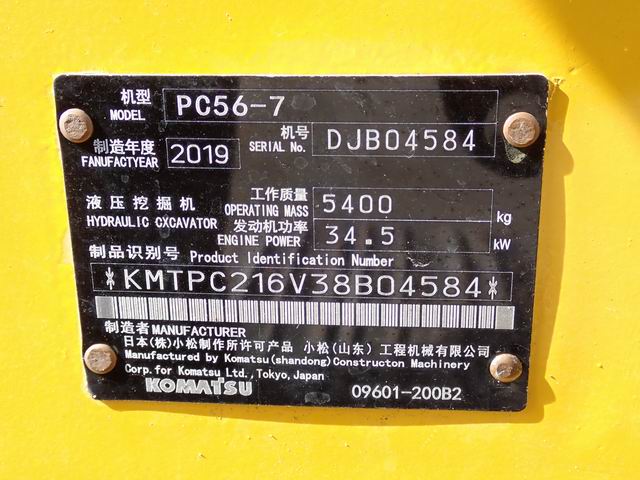 机型 MODEL PC56-7
制造年度 FANUFACTYEAR 2019 机号 SERIAL No. DJB04584
液压挖掘机 HYDRAULIC CXCAVATOR
工作质量 OPERATING MASS 5400 kg
发动机功率 ENGINE POWER 34.5 kW
制品识别号 Product Identification Number
*KMTPC216V38B04584*
制造者 MANUFACTURER
日本(株)小松制作所许可产品 小松(山东)工程机械有限公司
Manufactured by Komatsu(shandong) Constructon Machinery
Corp.for Komatsu Ltd.,Tokyo,Japan
KOMATSU 09601-200B2